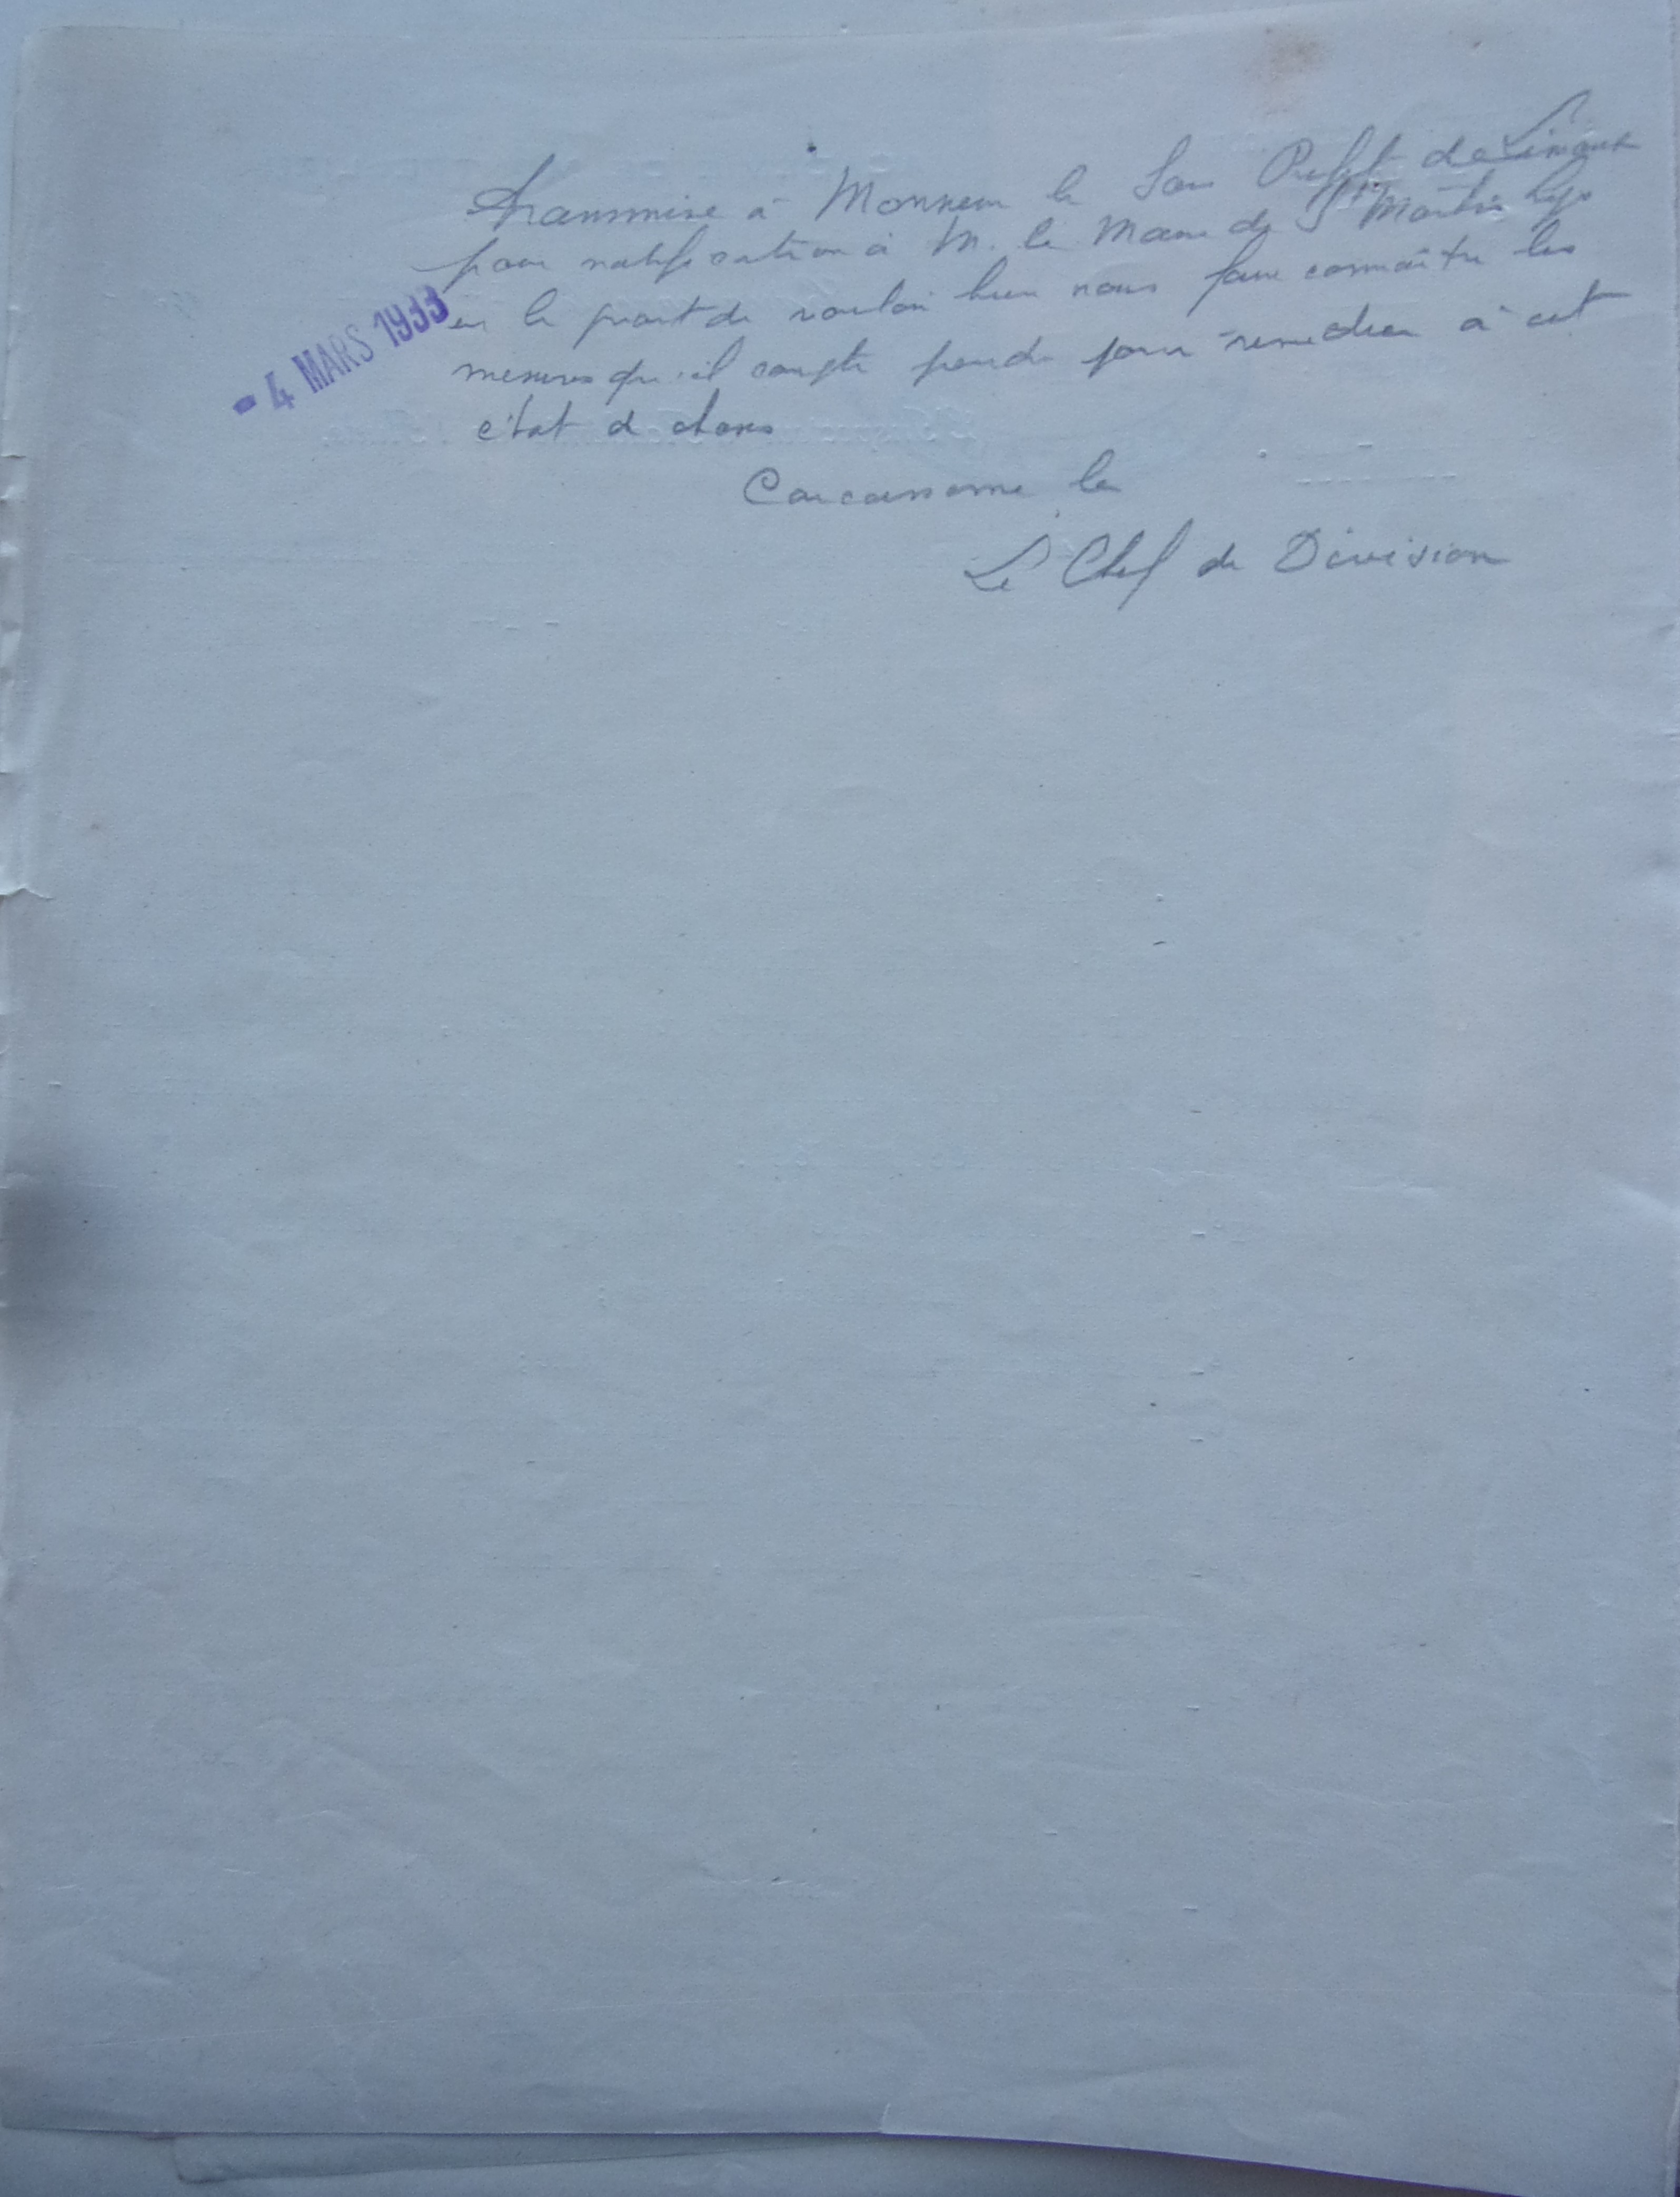 Transmise à Monsieur le Sous Préfet de Limoux
pour notification à M. le Maire de St Martin Lys
en le priant de vouloir bien nous faire connaître les
- 4 MARS 1933
mesures qu'il compte prendre pour remedier à cet
état de choses
Carcassonne le
Le Chef de Division